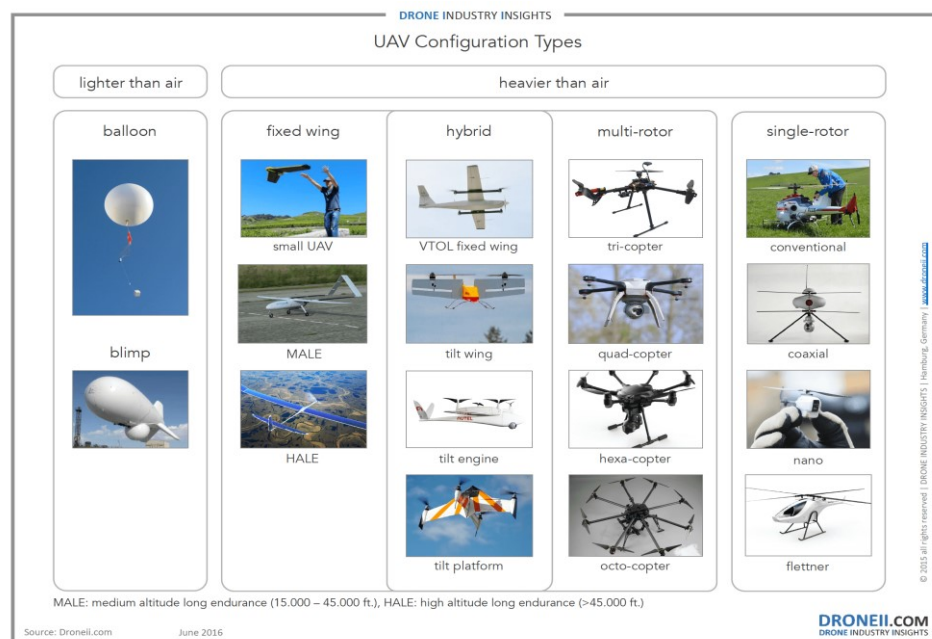 DRONE INDUSTRY INSIGHTS
UAV Configuration Types
lighter than air
heavier than air
balloon
fixed wing
hybrid
multi-rotor
single-rotor
small UAV
VTOL fixed wing
tri-copter
conventional
MALE
tilt wing
quad-copter
coaxial
blimp
HALE
tilt engine
hexa-copter
nano
tilt platform
octo-copter
flettner
MALE: medium altitude long endurance (15.000 – 45.000 ft.), HALE: high altitude long endurance (>45.000 ft.)
© 2015 all rights reserved | DRONE INDUSTRY INSIGHTS | Hamburg, Germany | www.droneii.com
Source: Droneii.com
June 2016
DRONEII.COM
DRONE INDUSTRY INSIGHTS